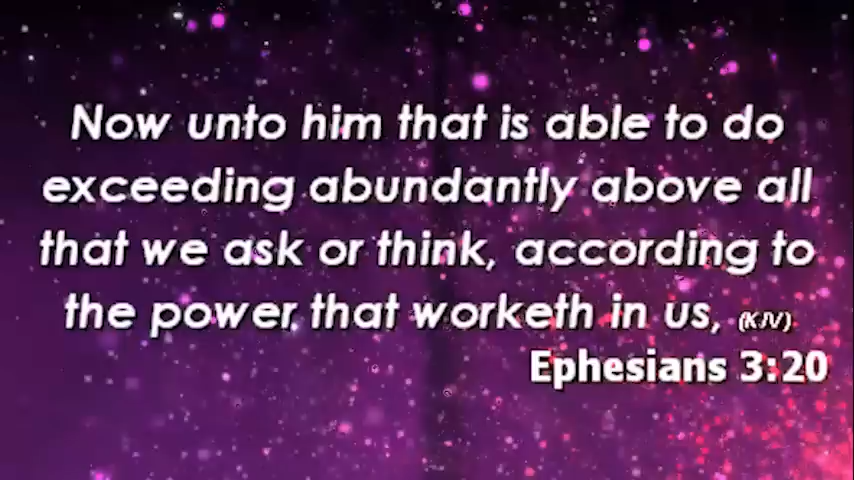 Now unto him that is able to do
exceeding abundantly above all
that we ask or think, according to
the power that worketh in us, (KJV)
Ephesians 3:20